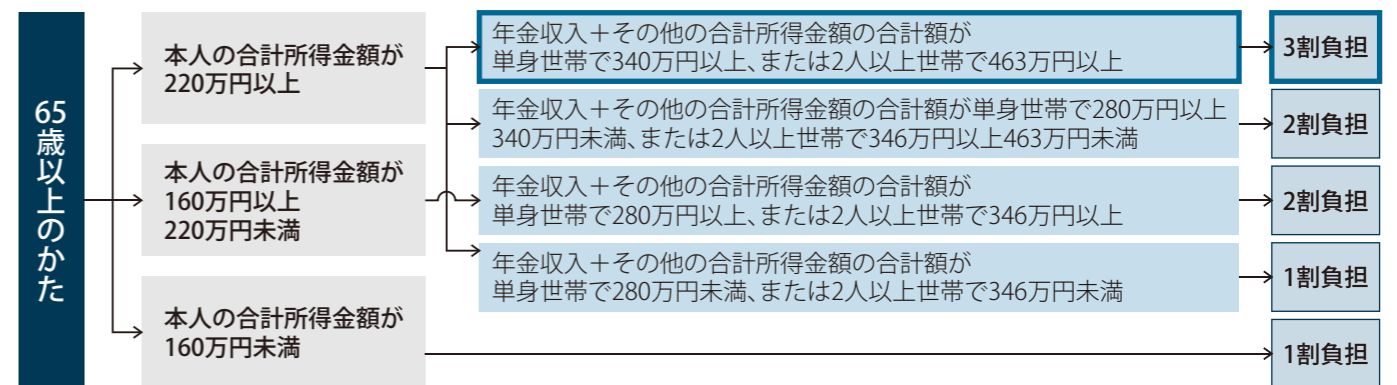 65歳以上のかた
本人の合計所得金額が
220万円以上
年金収入＋その他の合計所得金額の合計額が
単身世帯で340万円以上、または2人以上世帯で463万円以上
3割負担
年金収入＋その他の合計所得金額の合計額が単身世帯で280万円以上
340万円未満、または2人以上世帯で346万円以上463万円未満
2割負担
本人の合計所得金額が
160万円以上
220万円未満
年金収入＋その他の合計所得金額の合計額が
単身世帯で280万円以上、または2人以上世帯で346万円以上
2割負担
年金収入＋その他の合計所得金額の合計額が
単身世帯で280万円未満、または2人以上世帯で346万円未満
1割負担
本人の合計所得金額が
160万円未満
1割負担